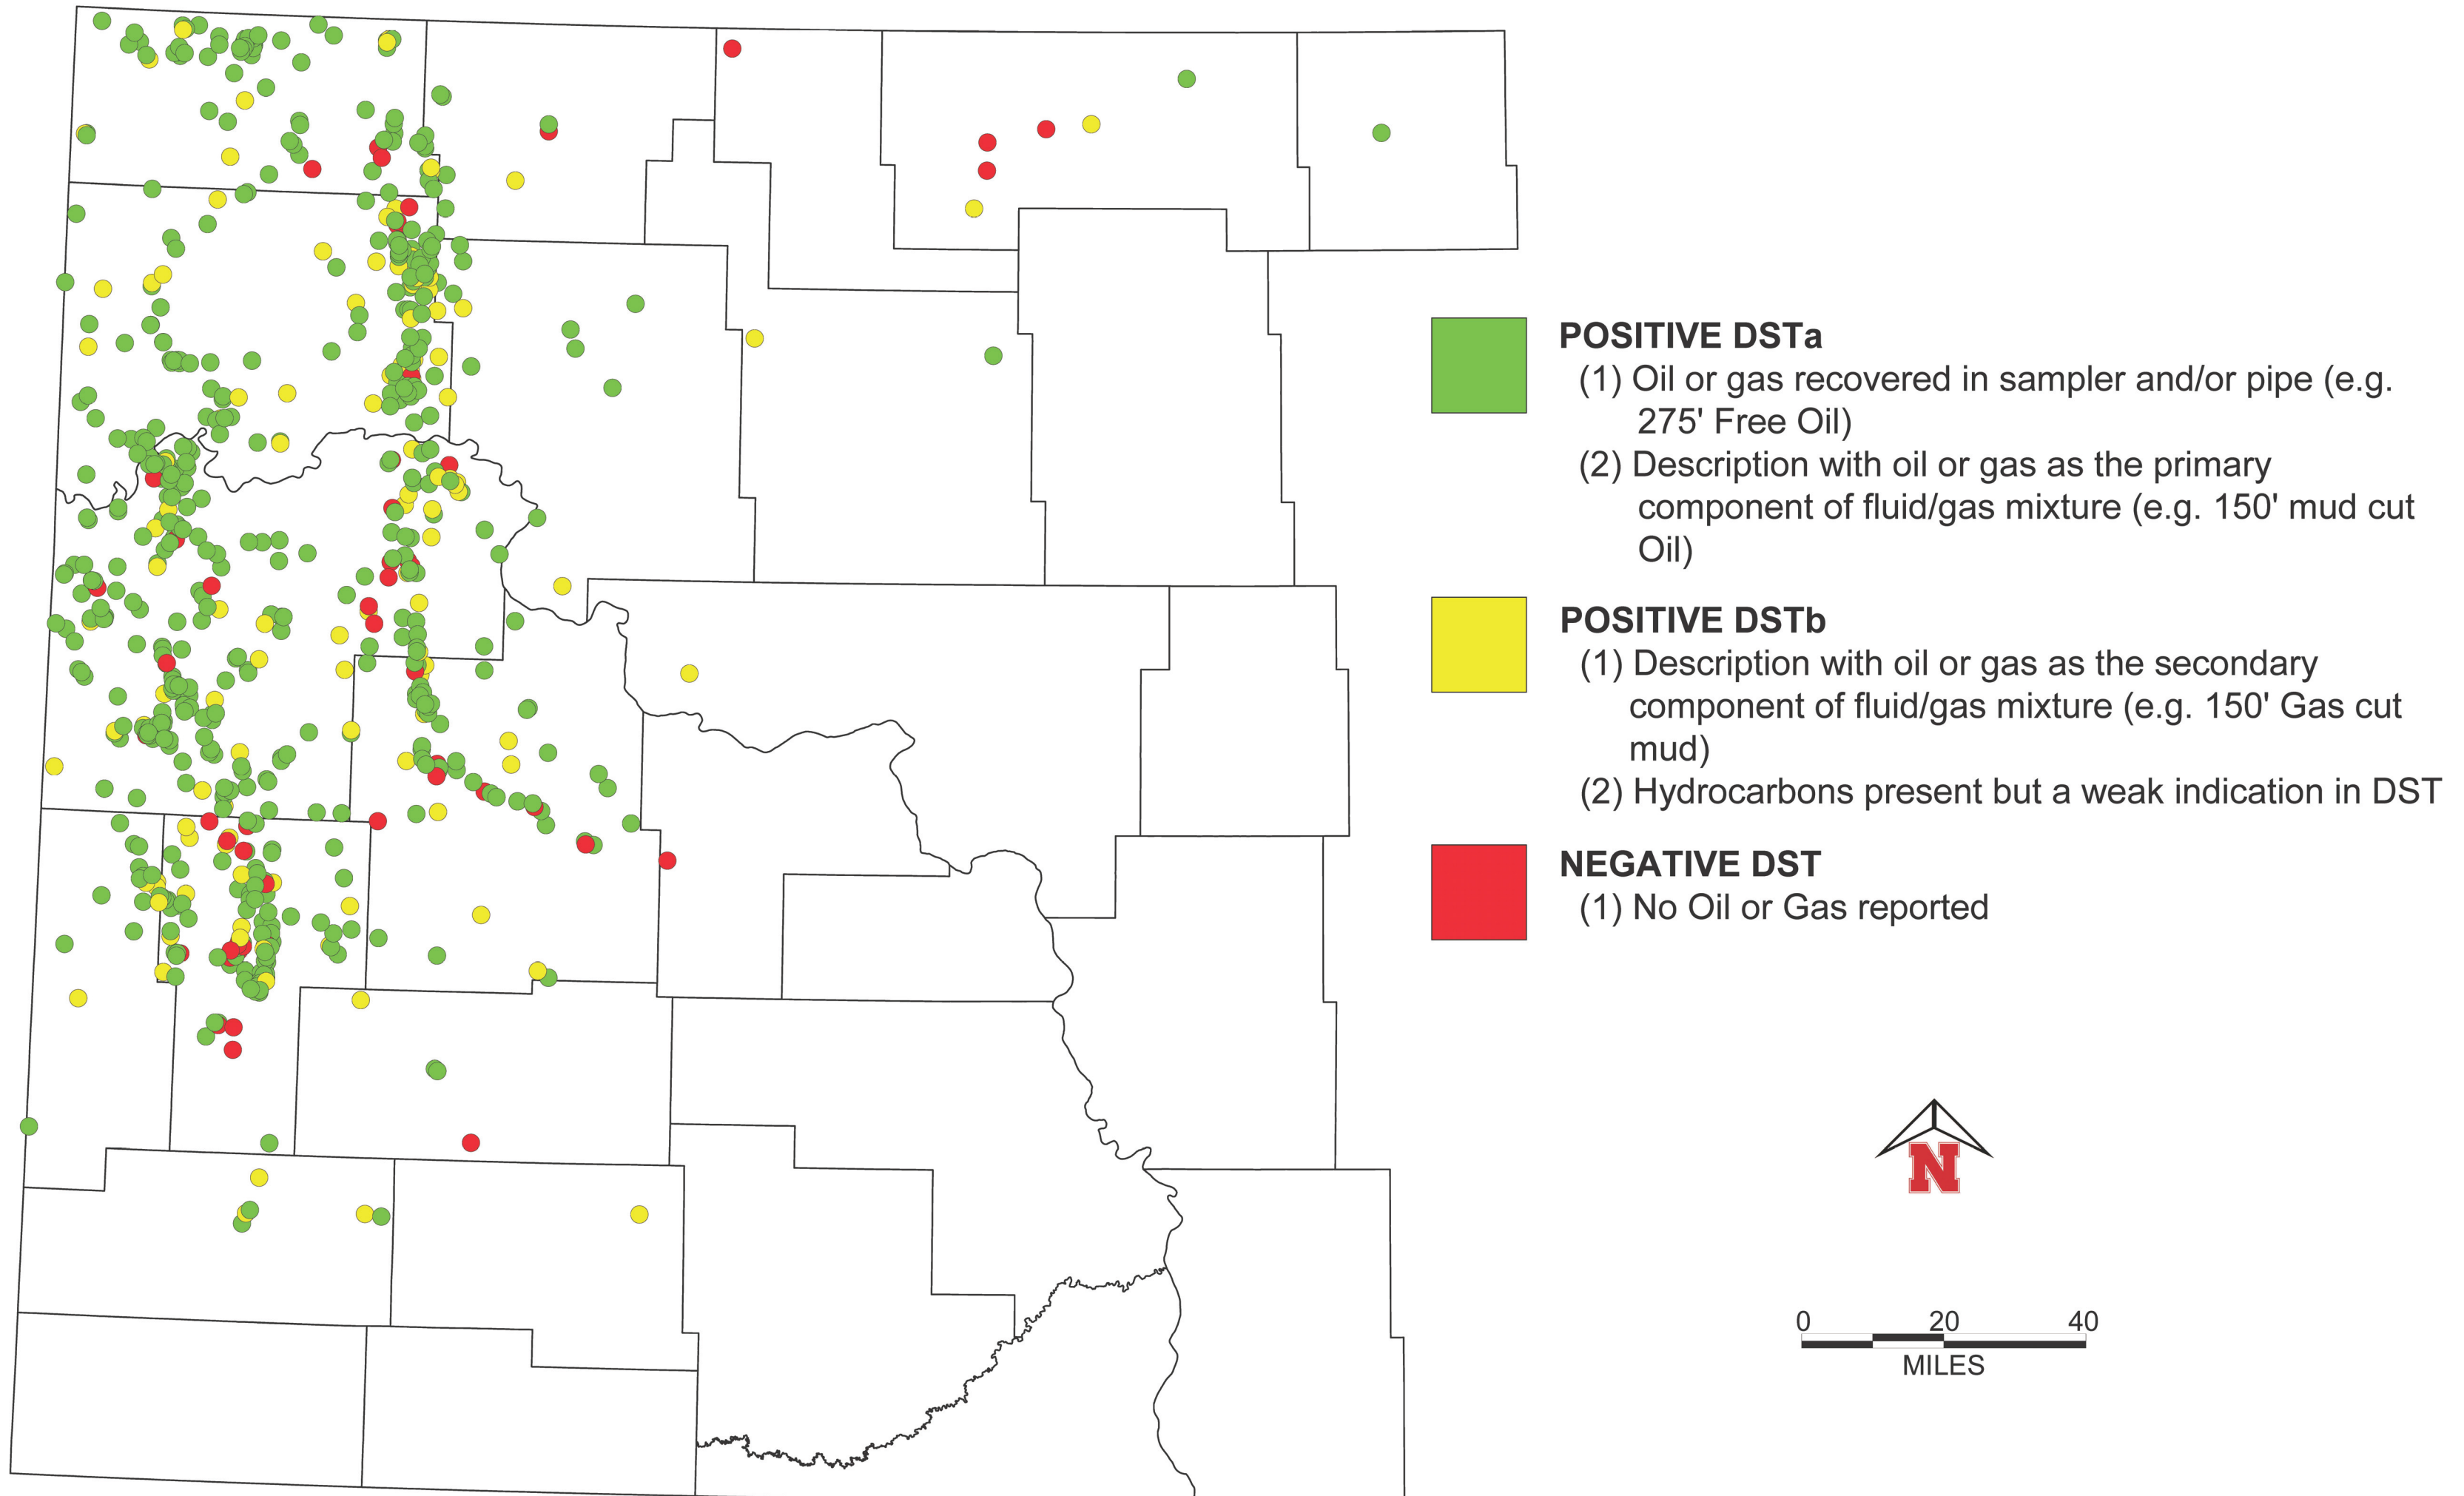 POSITIVE DSTa
(1) Oil or gas recovered in sampler and/or pipe (e.g.
275' Free Oil)
(2) Description with oil or gas as the primary
component of fluid/gas mixture (e.g. 150' mud cut
Oil)
POSITIVE DSTb
(1) Description with oil or gas as the secondary
component of fluid/gas mixture (e.g. 150' Gas cut
mud)
(2) Hydrocarbons present but a weak indication in DST
NEGATIVE DST
(1) No Oil or Gas reported
N
0 20 40
MILES